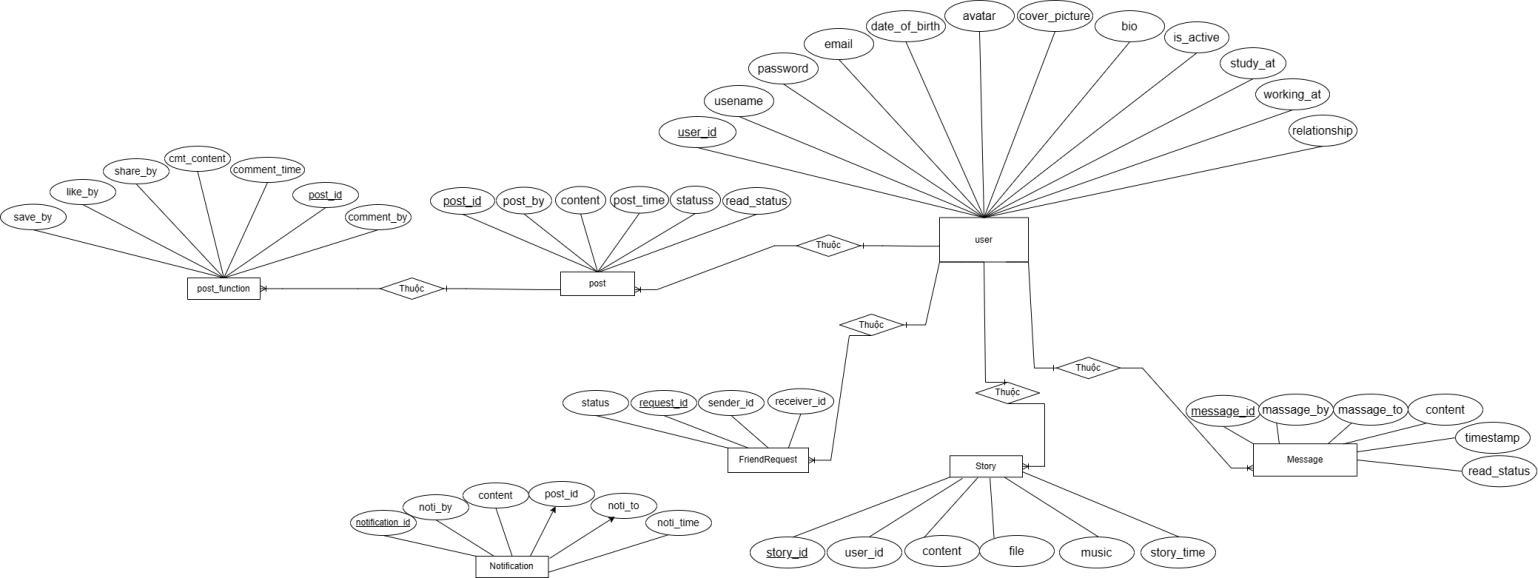 avatar
cover_picture
date_of_birth
bio
is_active
email
study_at
password
working_at
usename
relationship
user_id
cmt_content
share_by
comment_time
like_by
post_id
save_by
comment_by
post_id
post_by
content
post_time
statuss
read_status
user
Thuộc
post
post_function
Thuộc
Thuộc
Thuộc
Thuộc
status
request_id
sender_id
receiver_id
FriendRequest
message_id
massage_by
massage_to
content
timestamp
read_status
Message
Story
story_id
user_id
content
file
music
story_time
notification_id
noti_by
content
post_id
noti_to
noti_time
Notification